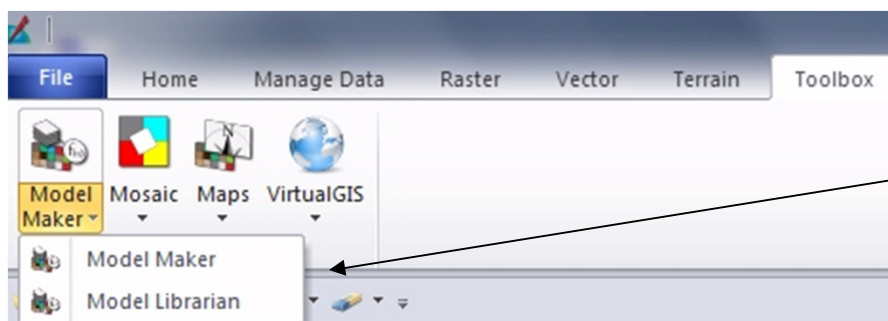 File Home Manage Data Raster Vector Terrain Toolbox
Model Maker Mosaic Maps VirtualGIS
Model Maker
Model Librarian